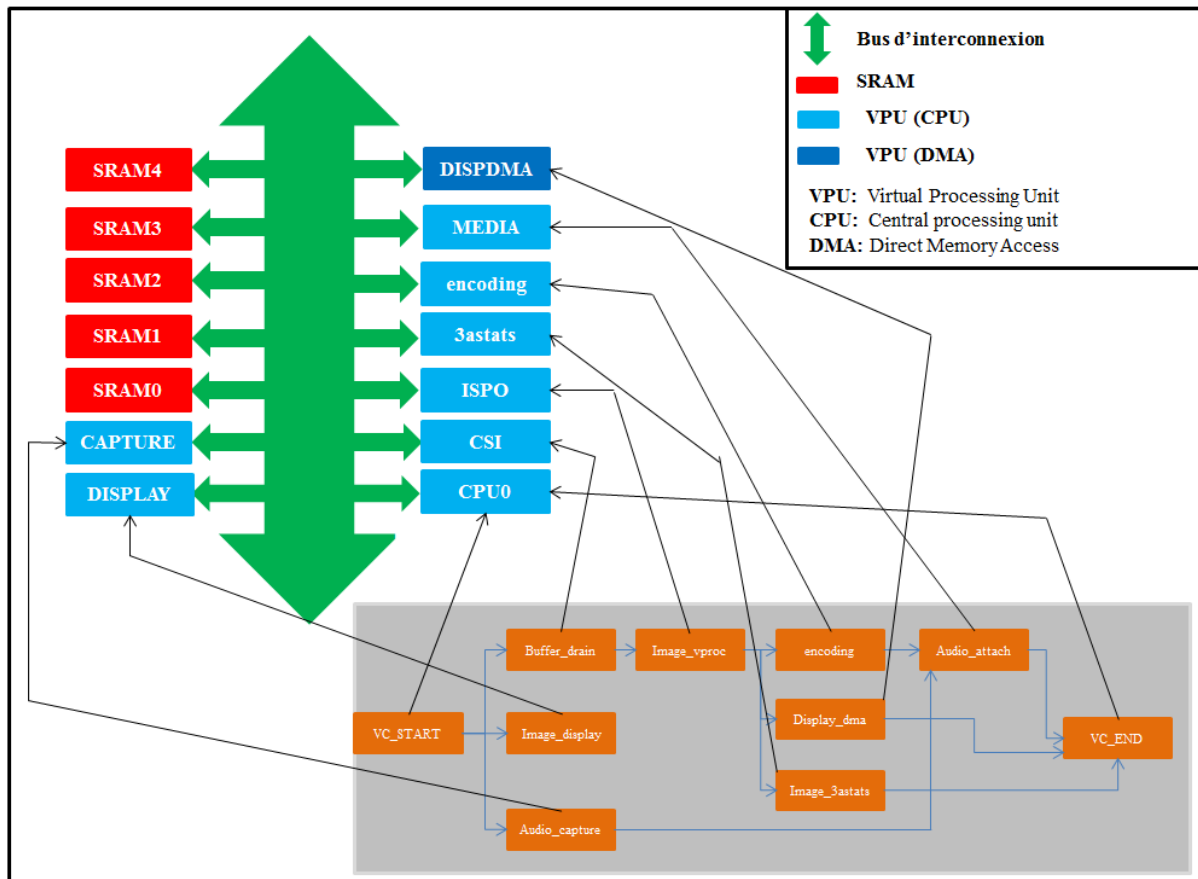 Bus d'interconnexion
SRAM
VPU (CPU)
VPU (DMA)
VPU: Virtual Processing Unit
CPU: Central processing unit
DMA: Direct Memory Access
SRAM4
DISPDMA
SRAM3
MEDIA
SRAM2
encoding
SRAM1
3astats
SRAM0
ISPO
CAPTURE
CSI
DISPLAY
CPU0
Buffer_drain
Image_vproc
encoding
Audio_attach
VC_START
Image_display
Display_dma
VC_END
Image_3astats
Audio_capture